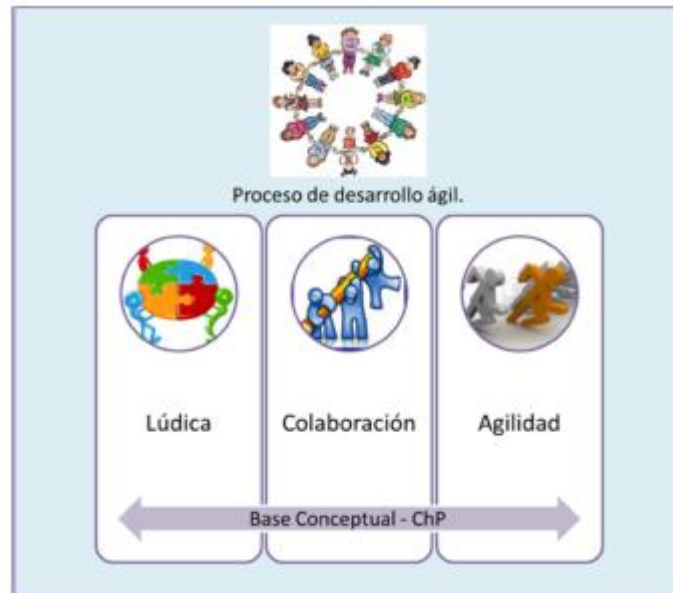 Proceso de desarrollo ágil.
Lúdica
Colaboración
Agilidad
Base Conceptual - ChP